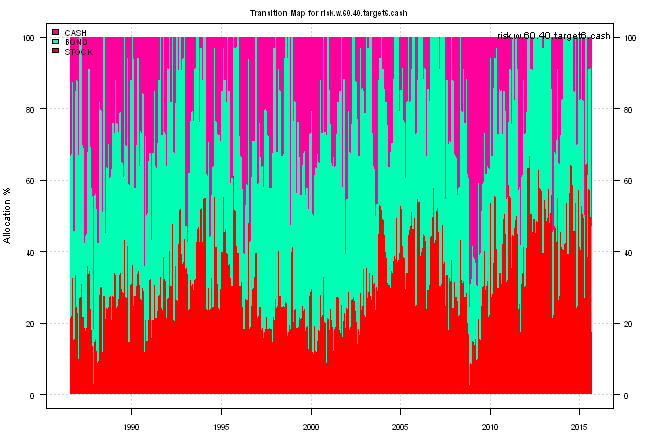 Transition Map for risk.w.60.40.target6.cash
risk.w.60.40.target6.cash
CASH
BOND
STOCK
Allocation %
100
80
60
40
20
0
100
80
60
40
20
0
1990 1995 2000 2005 2010 2015